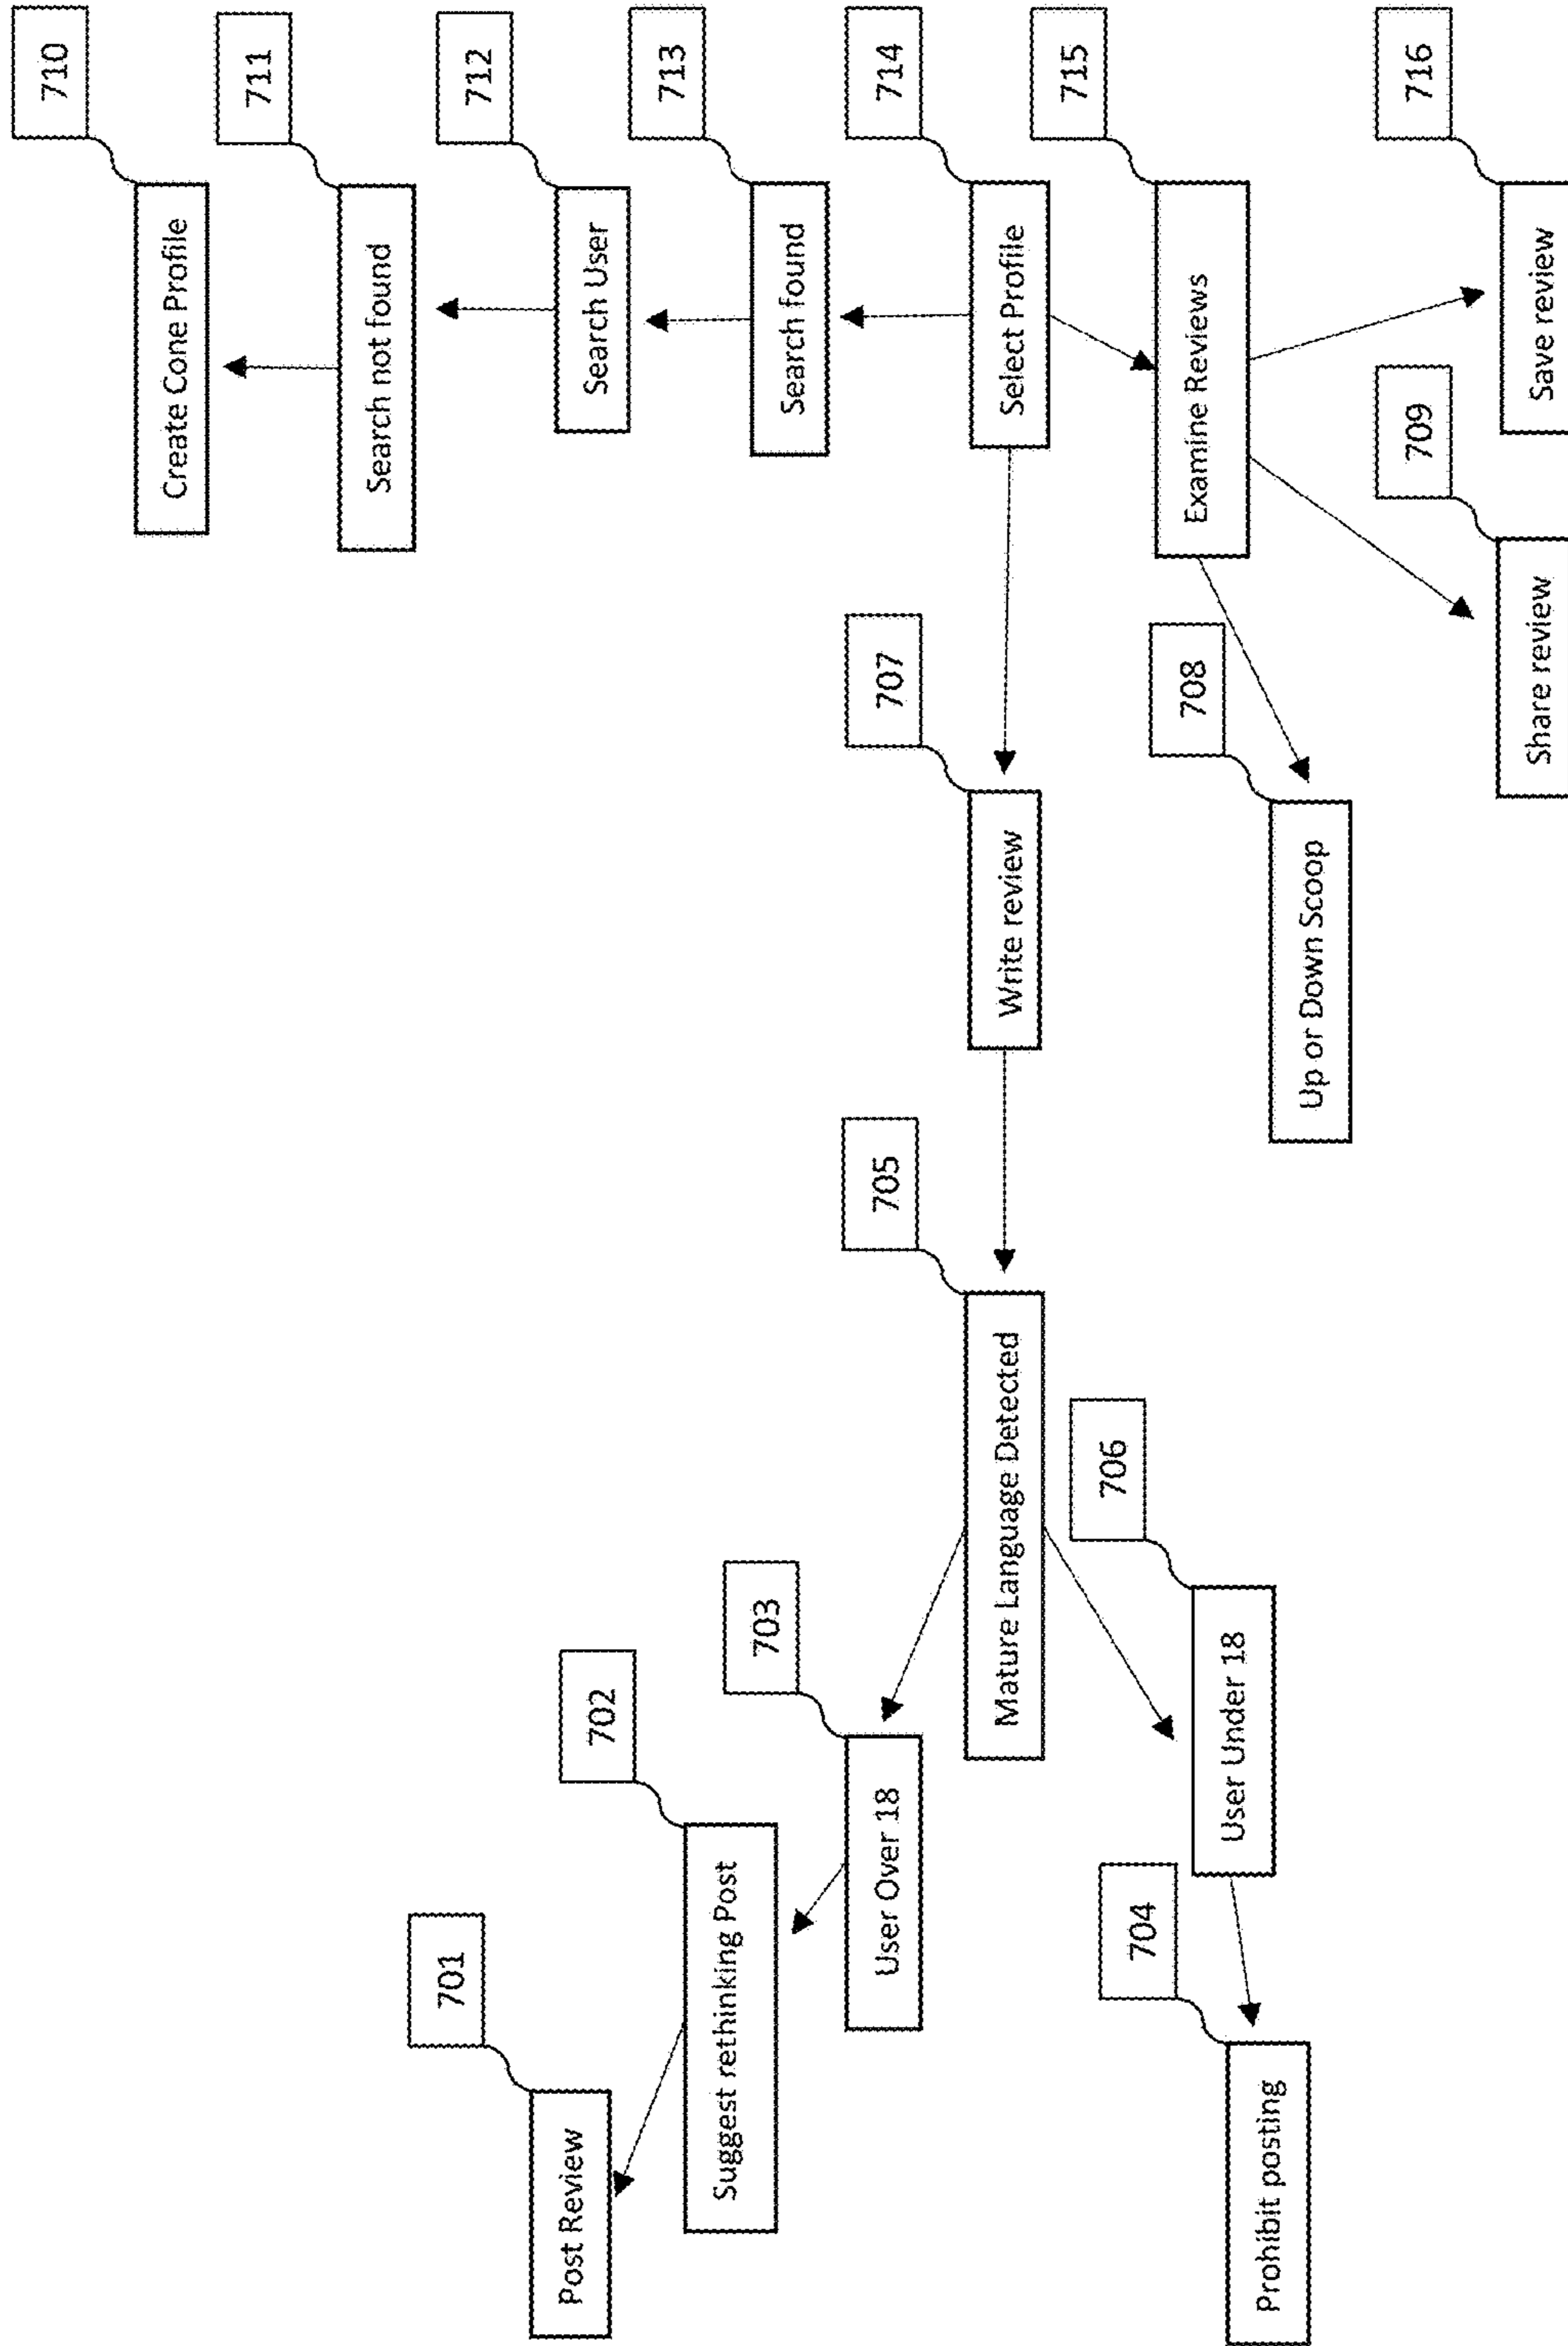 710
Create Cone Profile
711
Search not found
701
712
Post Review
Search User
702
713
Suggest rethinking Post
703
Search found
User Over 18
705
707
714
Mature Language Detected
Write review
Select Profile
715
706
704
708
Examine Reviews
User Under 18
Prohibit posting
Up or Down Scoop
709
716
Share review
Save review